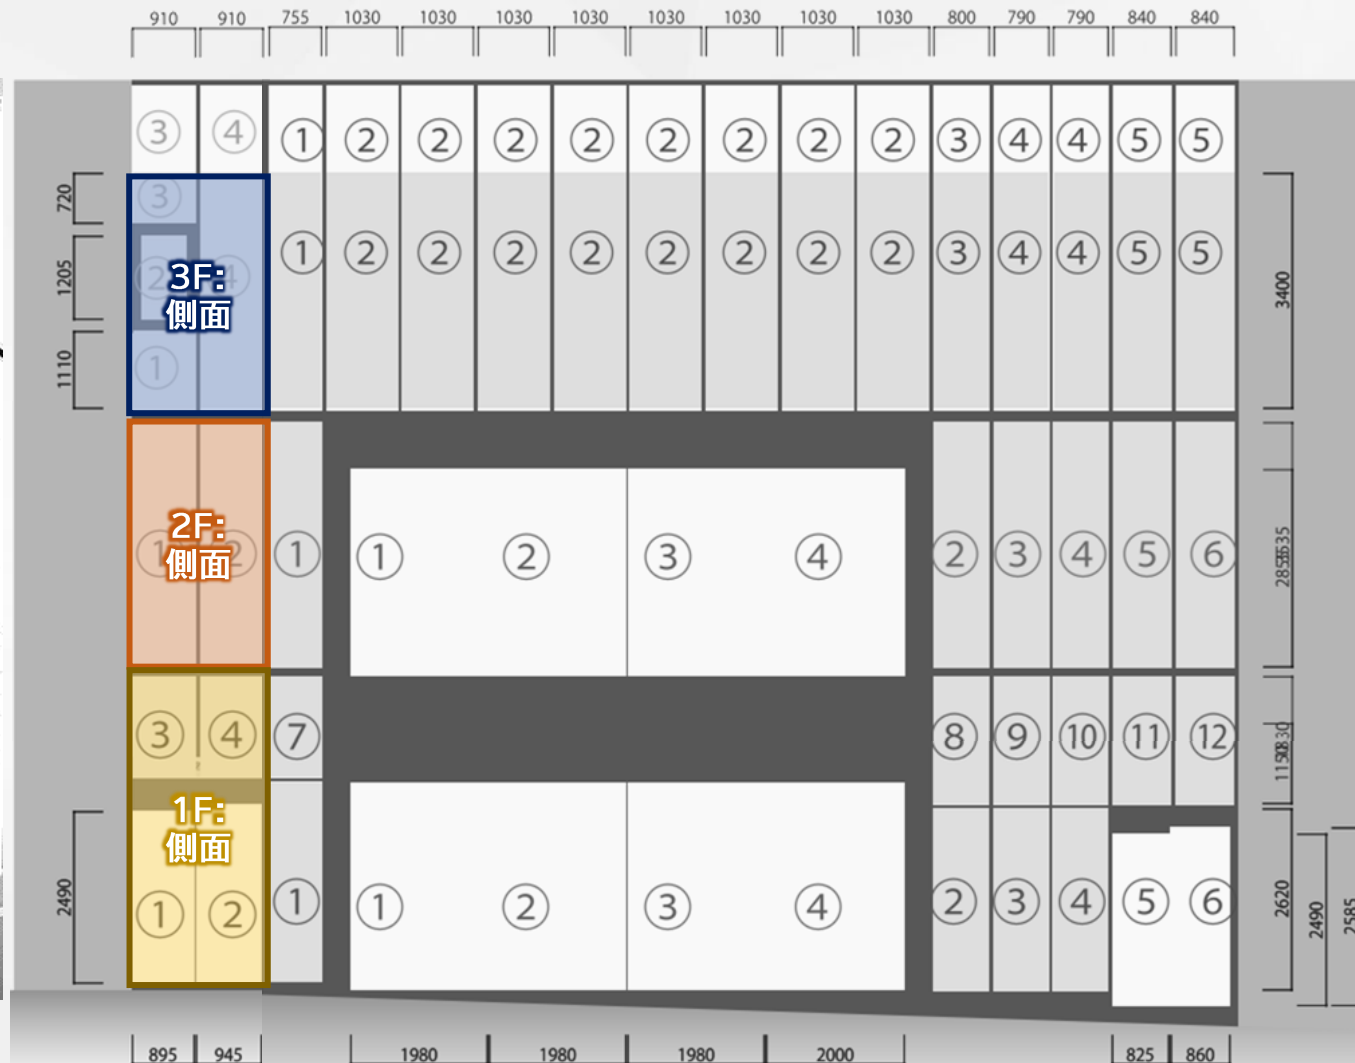 910 910 755 1030 1030 1030 1030 1030 1030 1030 1030 800 790 790 840 840
③ ④ ① ② ② ② ② ② ② ② ② ③ ④ ④ ⑤ ⑤
720 ③
① ② ② ② ② ② ② ② ② ③ ④ ④ ⑤ ⑤
1205 ② ④ 3400
3F:
側面
1110 ①
2F:
側面
① ② ① ① ② ③ ④ ② ③ ④ ⑤ ⑥
③ ④ ⑦ ⑧ ⑨ ⑩ ⑪ ⑫
1F:
側面
2490 ① ② ① ① ② ③ ④ ② ③ ④ ⑤ ⑥ 2620 2490 2585
895 945 1980 1980 1980 2000 825 860